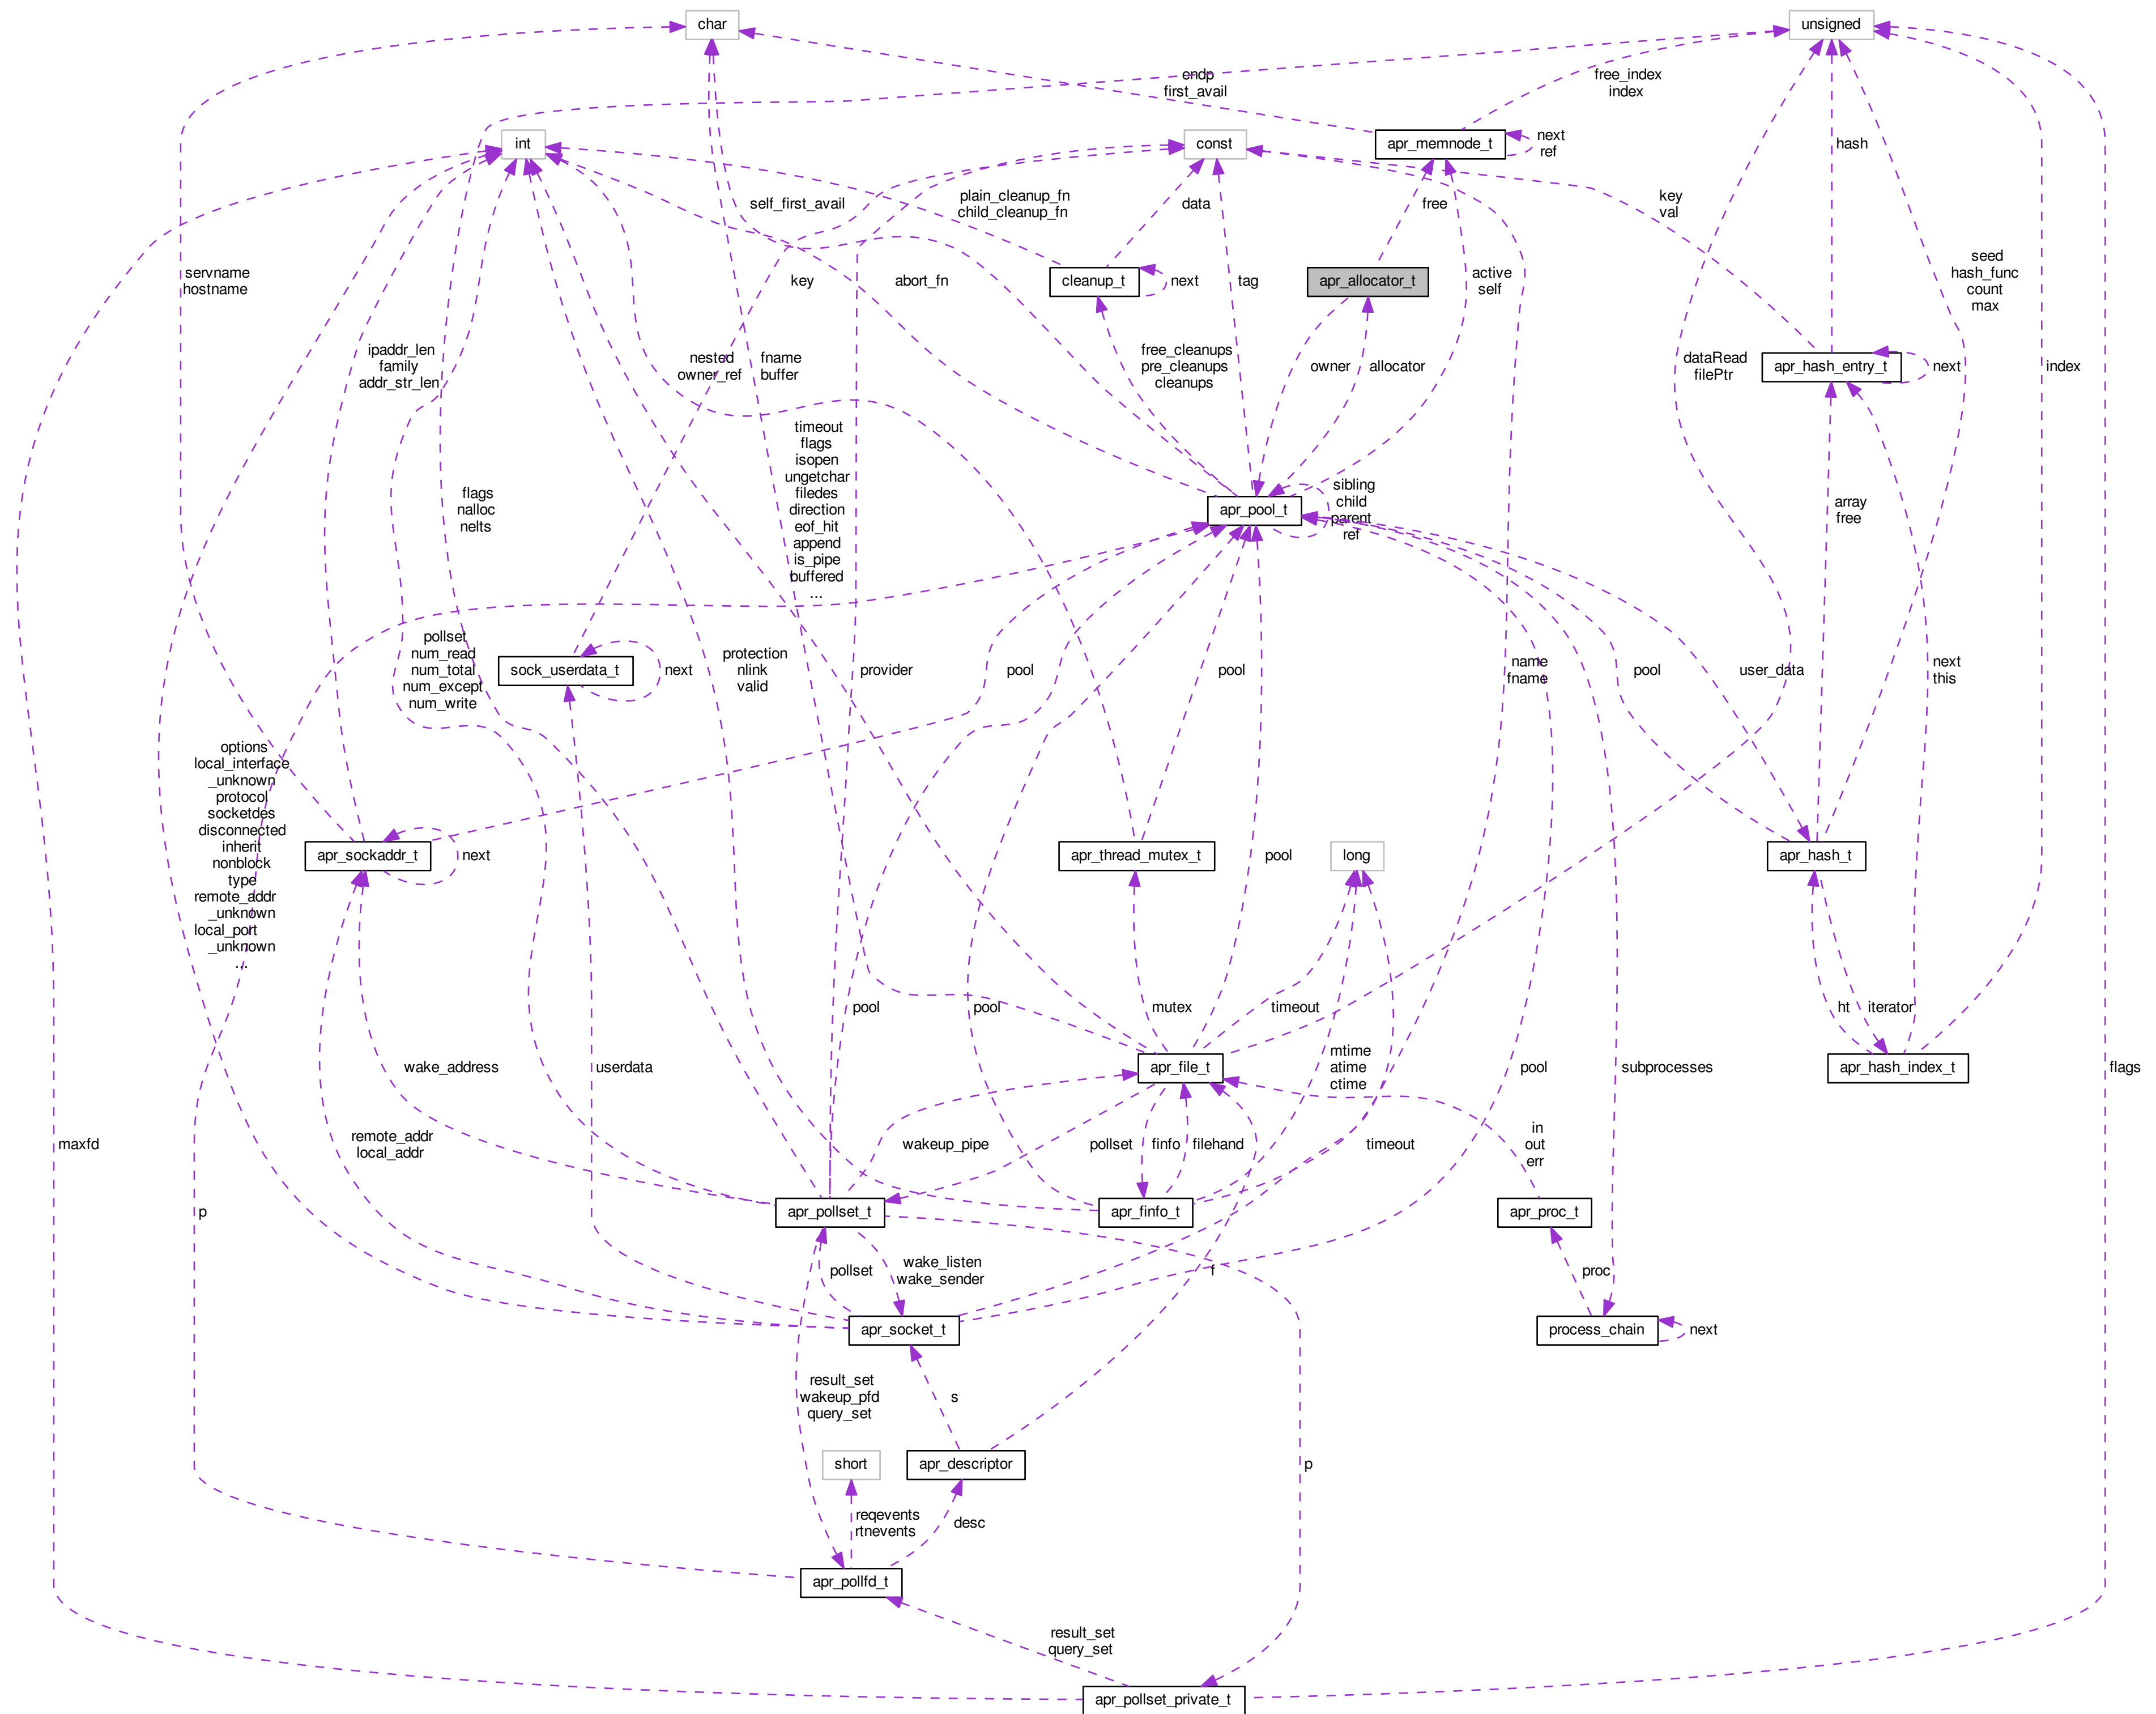 char
unsigned
endp
first_avail
free_index
index
int
const
apr_memnode_t
next
ref
hash
self_first_avail
plain_cleanup_fn
child_cleanup_fn
data
free
key
val
servname
hostname
key
abort_fn
cleanup_t
next
tag
apr_allocator_t
active
self
seed
hash_func
count
max
ipaddr_len
family
addr_str_len
nested
owner_ref
fname
buffer
free_cleanups
pre_cleanups
cleanups
owner
allocator
dataRead
filePtr
apr_hash_entry_t
next
index
flags
nalloc
nelts
timeout
flags
isopen
ungetchar
filedes
direction
eof_hit
append
is_pipe
buffered
...
apr_pool_t
sibling
child
parent
ref
array
free
pollset
num_read
num_total
num_except
num_write
sock_userdata_t
next
protection
nlink
valid
provider
pool
pool
name
fname
pool
user_data
next
this
options
local_interface
_unknown
protocol
socketdes
disconnected
inherit
nonblock
type
remote_addr
_unknown
local_port
_unknown
...
apr_sockaddr_t
next
apr_thread_mutex_t
pool
long
apr_hash_t
pool
pool
mutex
timeout
ht
iterator
wake_address
userdata
apr_file_t
mtime
atime
ctime
pool
subprocesses
apr_hash_index_t
flags
maxfd
remote_addr
local_addr
wakeup_pipe
pollset
finfo
filehand
timeout
in
out
err
p
apr_pollset_t
apr_finfo_t
apr_proc_t
pollset
wake_listen
wake_sender
f
proc
apr_socket_t
process_chain
next
result_set
wakeup_pfd
query_set
s
short
apr_descriptor
p
reqevents
rtnevents
desc
apr_pollfd_t
result_set
query_set
apr_pollset_private_t